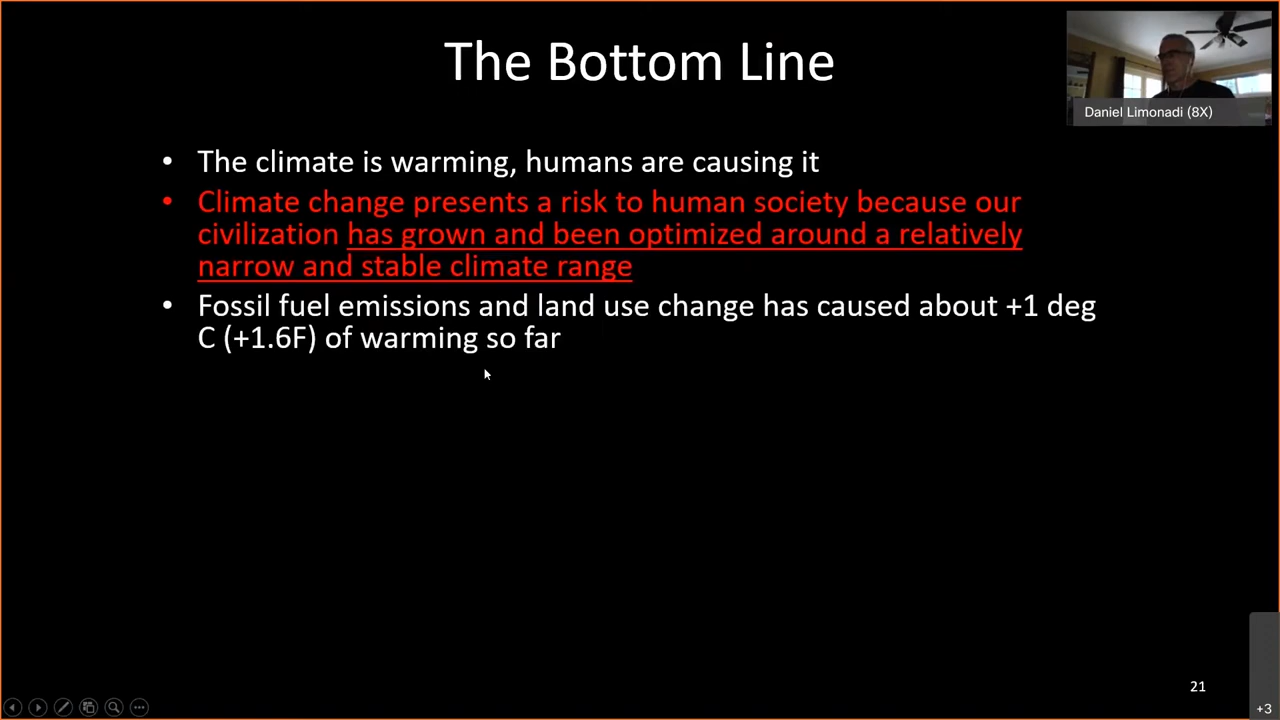 The Bottom Line
Daniel Limonadi (8X)
• The climate is warming, humans are causing it
• Climate change presents a risk to human society because our
civilization has grown and been optimized around a relatively
narrow and stable climate range
• Fossil fuel emissions and land use change has caused about +1 deg
C (+1.6F) of warming so far
21
+3